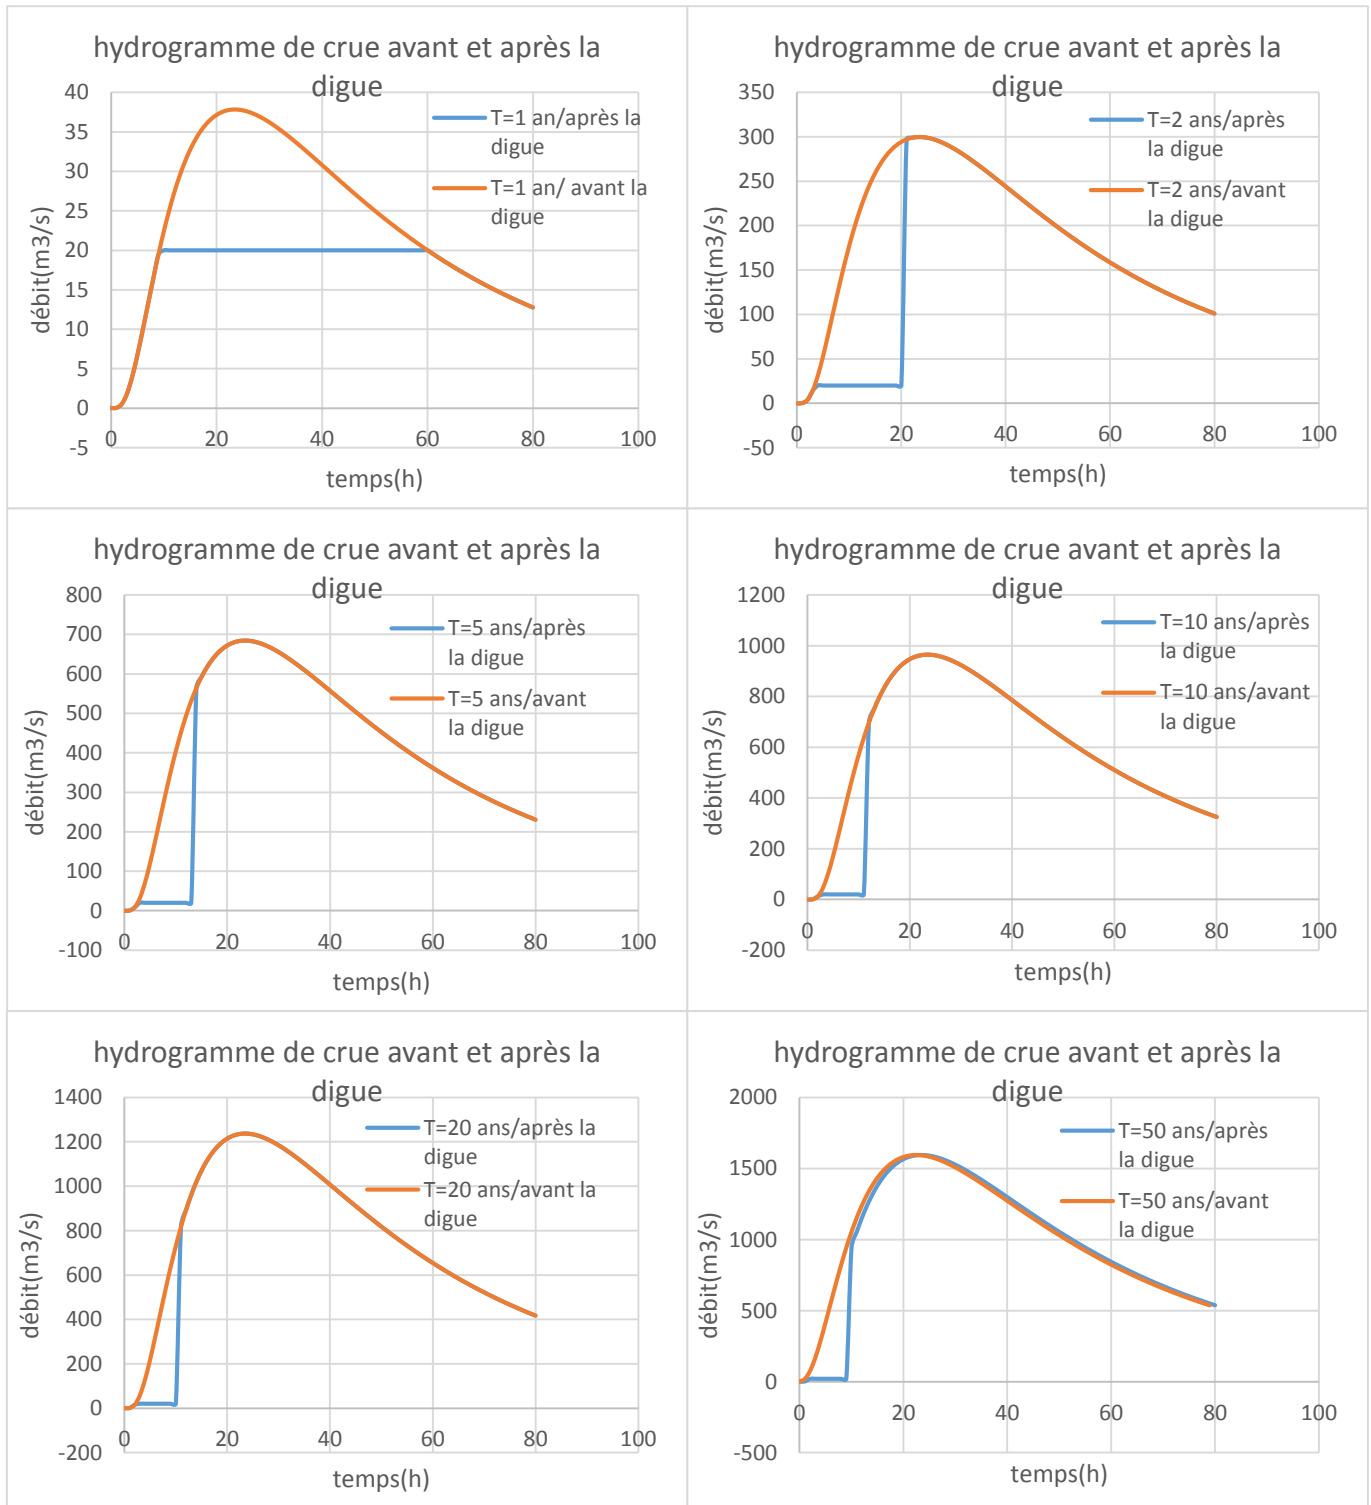 hydrogramme de crue avant et après la
digue
40
35
30
25
20
15
10
5
0
-5
0
20
40
60
80
100
débit(m3/s)
temps(h)
T=1 an/après la
digue
T=1 an/ avant la
digue
hydrogramme de crue avant et après la
digue
350
300
250
200
150
100
50
0
-50
0
20
40
60
80
100
débit(m3/s)
temps(h)
T=2 ans/après
la digue
T=2 ans/avant
la digue
hydrogramme de crue avant et après la
digue
800
700
600
500
400
300
200
100
0
-100
0
20
40
60
80
100
débit(m3/s)
temps(h)
T=5 ans/après
la digue
T=5 ans/avant
la digue
hydrogramme de crue avant et après la
digue
1200
1000
800
600
400
200
0
-200
0
20
40
60
80
100
débit(m3/s)
temps(h)
T=10 ans/après
la digue
T=10 ans/avant
la digue
hydrogramme de crue avant et après la
digue
1400
1200
1000
800
600
400
200
0
-200
0
20
40
60
80
100
débit(m3/s)
temps(h)
T=20 ans/après la
digue
T=20 ans/avant la
digue
hydrogramme de crue avant et après la
digue
2000
1500
1000
500
0
-500
0
20
40
60
80
100
débit(m3/s)
temps(h)
T=50 ans/après
la digue
T=50 ans/avant
la digue